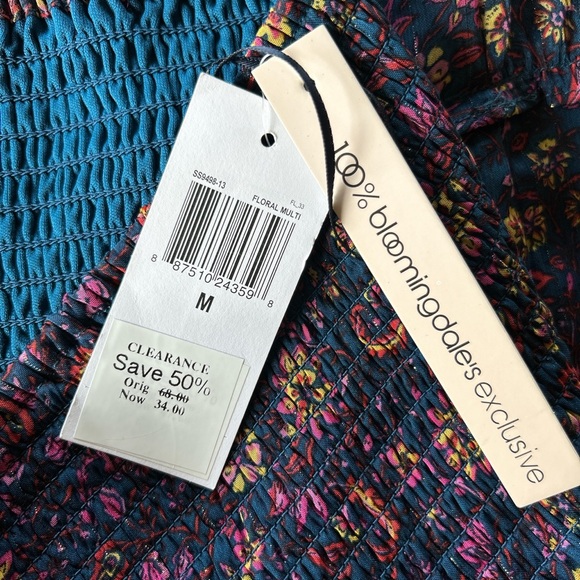 SS9498-13
FL_33
FLORAL MULTI
8 87510 24359 8
M
CLEARANCE
Save 50%
Orig 68.00
Now 34.00
100% bloomingdale's exclusive